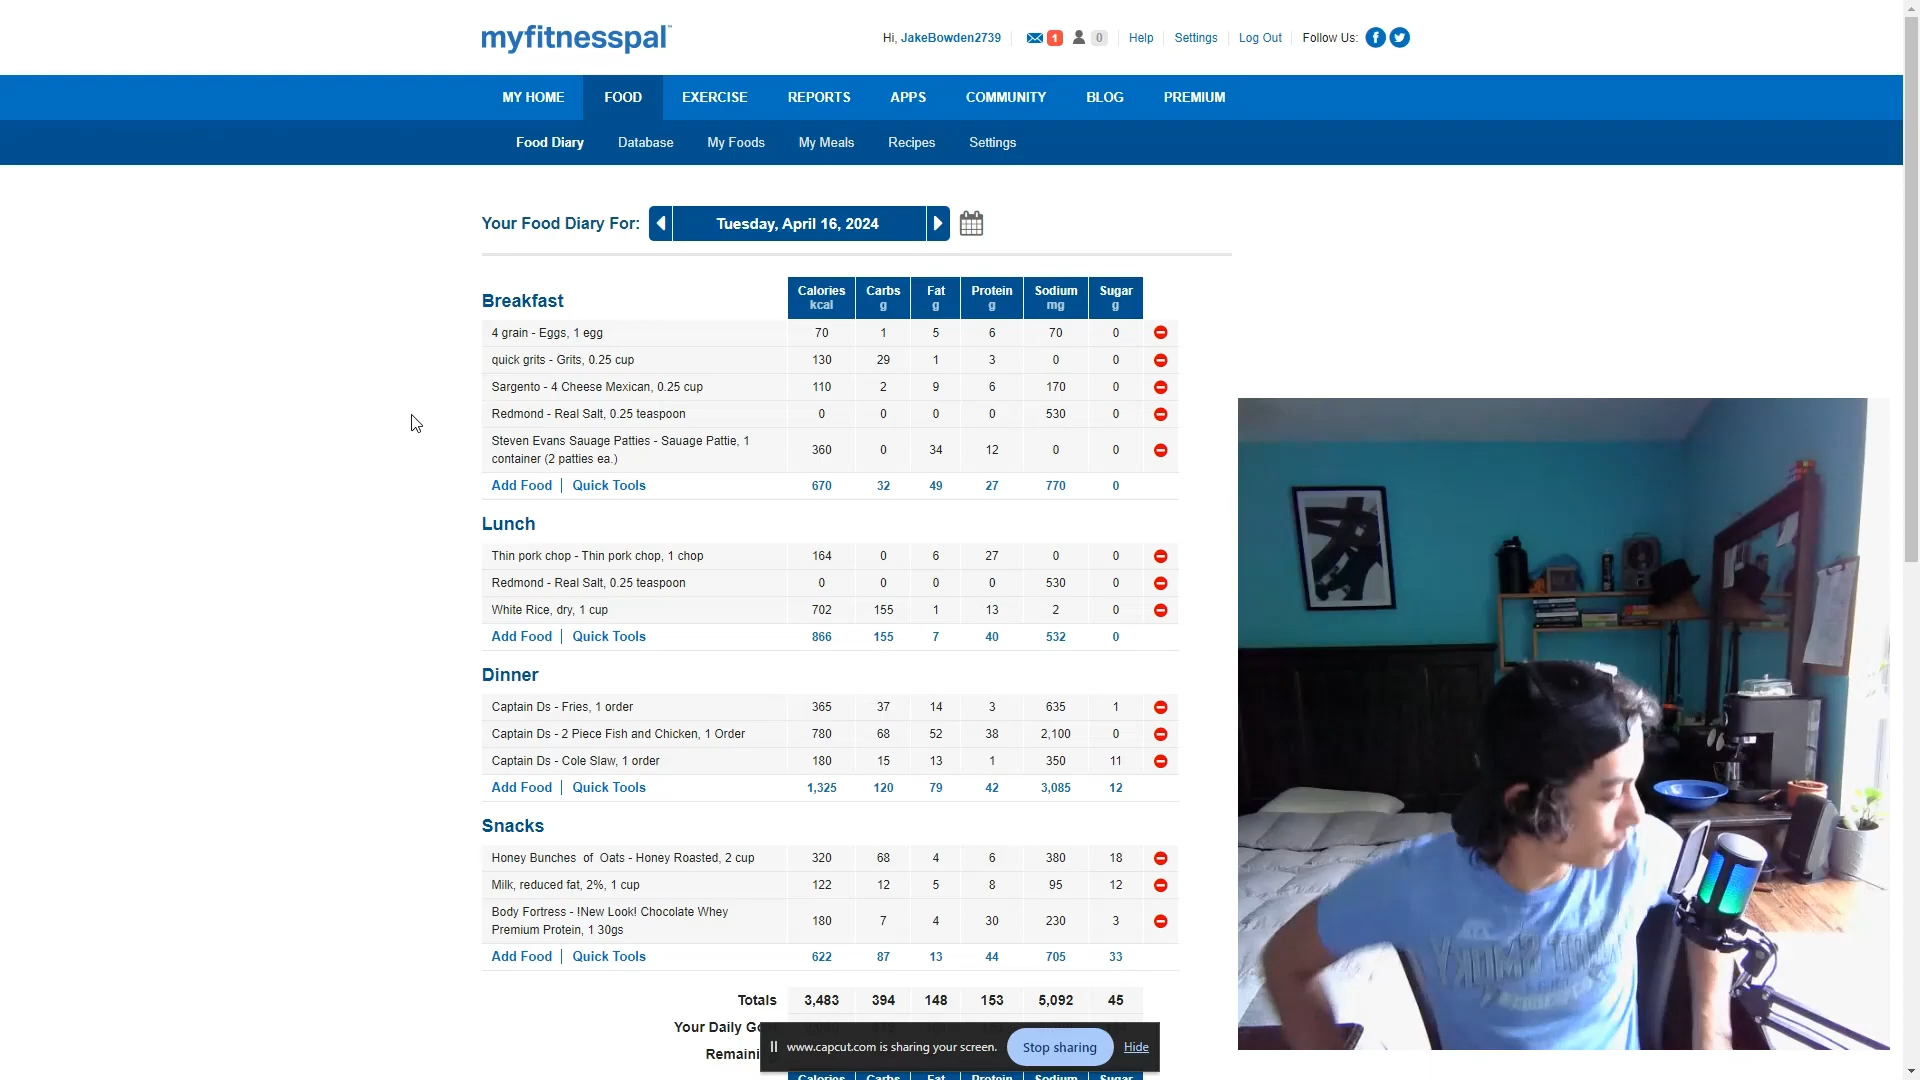 myfitnesspal
Hi, JakeBowden2739 1 0 Help Settings Log Out Follow Us:
MY HOME FOOD EXERCISE REPORTS APPS COMMUNITY BLOG PREMIUM
Food Diary Database My Foods My Meals Recipes Settings
Your Food Diary For: Tuesday, April 16, 2024
Breakfast Calories kcal Carbs g Fat g Protein g Sodium mg Sugar g
4 grain - Eggs, 1 egg 70 1 5 6 70 0
quick grits - Grits, 0.25 cup 130 29 1 3 0 0
Sargento - 4 Cheese Mexican, 0.25 cup 110 2 9 6 170 0
Redmond - Real Salt, 0.25 teaspoon 0 0 0 0 530 0
Steven Evans Sauage Patties - Sauage Pattie, 1
container (2 patties ea.) 360 0 34 12 0 0
Add Food | Quick Tools 670 32 49 27 770 0
Lunch
Thin pork chop - Thin pork chop, 1 chop 164 0 6 27 0 0
Redmond - Real Salt, 0.25 teaspoon 0 0 0 0 530 0
White Rice, dry, 1 cup 702 155 1 13 2 0
Add Food | Quick Tools 866 155 7 40 532 0
Dinner
Captain Ds - Fries, 1 order 365 37 14 3 635 1
Captain Ds - 2 Piece Fish and Chicken, 1 Order 780 68 52 38 2,100 0
Captain Ds - Cole Slaw, 1 order 180 15 13 1 350 11
Add Food | Quick Tools 1,325 120 79 42 3,085 12
Snacks
Honey Bunches of Oats - Honey Roasted, 2 cup 320 68 4 6 380 18
Milk, reduced fat, 2%, 1 cup 122 12 5 8 95 12
Body Fortress - !New Look! Chocolate Whey
Premium Protein, 1 30gs 180 7 4 30 230 3
Add Food | Quick Tools 622 87 13 44 705 33
Totals 3,483 394 148 153 5,092 45
Your Daily Go
Remaini
www.capcut.com is sharing your screen. Stop sharing Hide
Calories Carbs Fat Protein Sodium Sugar